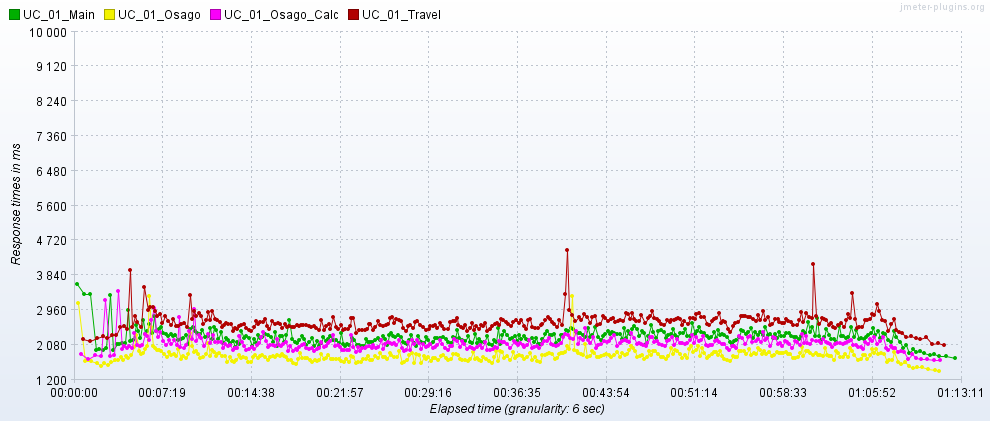 UC_01_Main UC_01_Osago UC_01_Osago_Calc UC_01_Travel
jmeter-plugins.org
10 000
9 120
8 240
7 360
6 480
5 600
4 720
3 840
2 960
2 080
1 200
Response times in ms
00:00:00 00:07:19 00:14:38 00:21:57 00:29:16 00:36:35 00:43:54 00:51:14 00:58:33 01:05:52 01:13:11
Elapsed time (granularity: 6 sec)